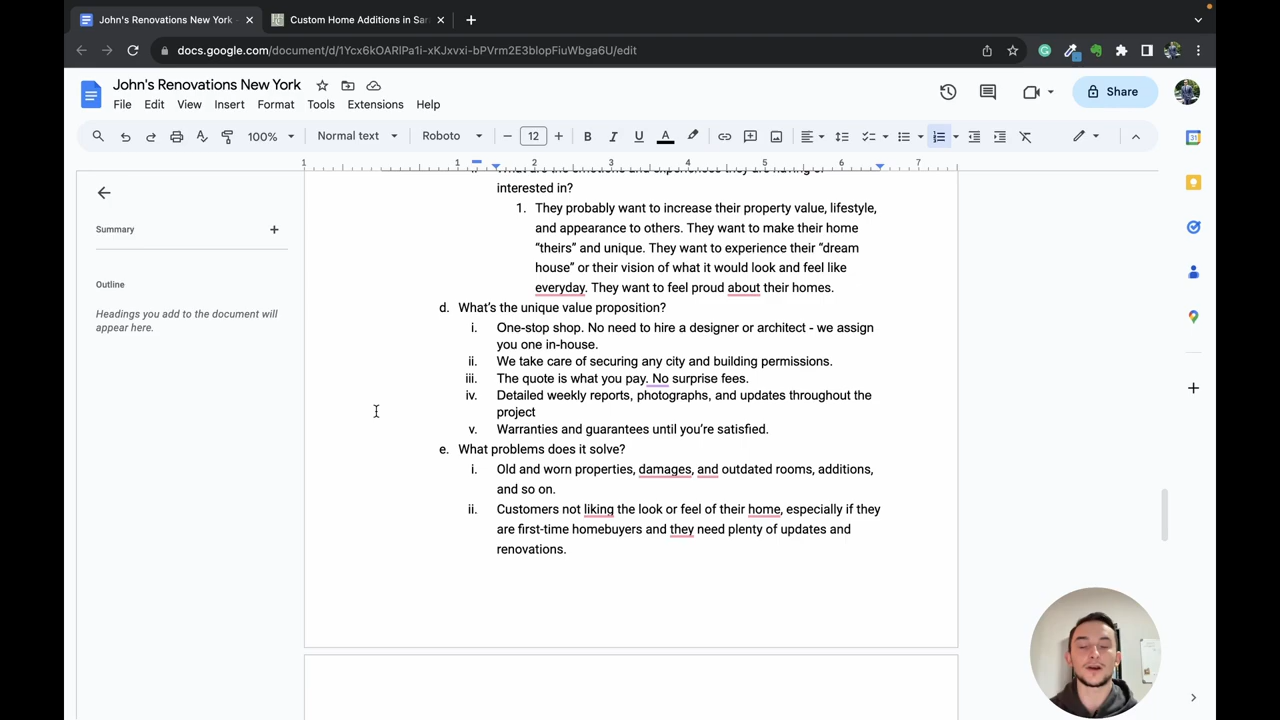 John's Renovations New York
Custom Home Additions in Sar
docs.google.com/document/d/1Ycx6kOARlPa1i-xKJxvxi-bPVrm2E3blopFiuWbga6U/edit
John's Renovations New York
File Edit View Insert Format Tools Extensions Help
Share
100% Normal text Roboto 12
1 1 2 3 4 5 6 7
Summary
Outline
Headings you add to the document will
appear here.
i. What are the emotions and experiences they are having or
interested in?
1. They probably want to increase their property value, lifestyle,
and appearance to others. They want to make their home
“theirs” and unique. They want to experience their “dream
house” or their vision of what it would look and feel like
everyday. They want to feel proud about their homes.
d. What’s the unique value proposition?
i. One-stop shop. No need to hire a designer or architect - we assign
you one in-house.
ii. We take care of securing any city and building permissions.
iii. The quote is what you pay. No surprise fees.
iv. Detailed weekly reports, photographs, and updates throughout the
project
v. Warranties and guarantees until you’re satisfied.
e. What problems does it solve?
i. Old and worn properties, damages, and outdated rooms, additions,
and so on.
ii. Customers not liking the look or feel of their home, especially if they
are first-time homebuyers and they need plenty of updates and
renovations.